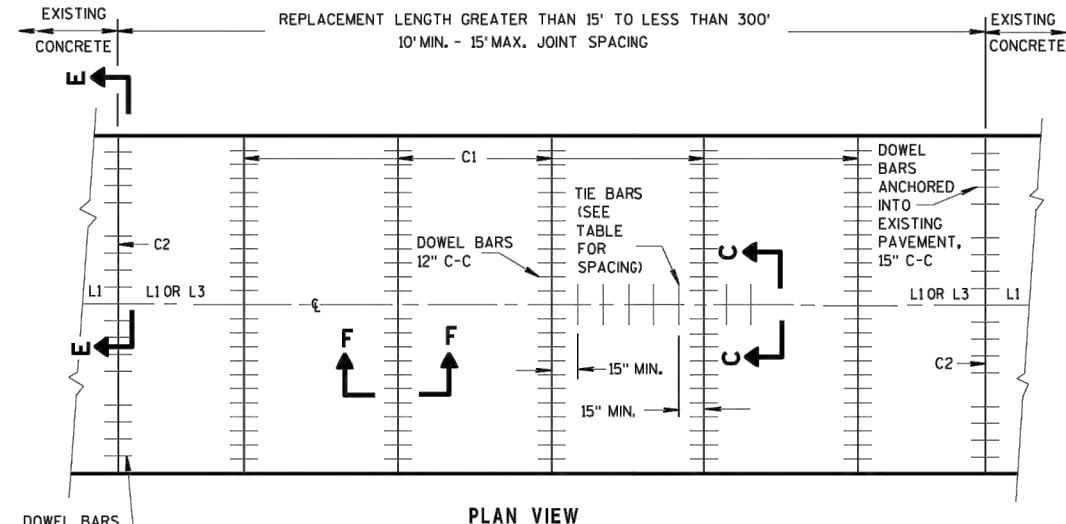 EXISTING
CONCRETE
REPLACEMENT LENGTH GREATER THAN 15' TO LESS THAN 300'
10' MIN. - 15' MAX. JOINT SPACING
EXISTING
CONCRETE
E
C1
DOWEL
BARS
ANCHORED
INTO
EXISTING
PAVEMENT,
15" C-C
TIE BARS
(SEE
TABLE
FOR
SPACING)
DOWEL BARS
12" C-C
C2
C
L1
L1 OR L3
℄
L1 OR L3
L1
E
F
F
C
15" MIN.
C2
15" MIN.
DOWEL BARS
PLAN VIEW